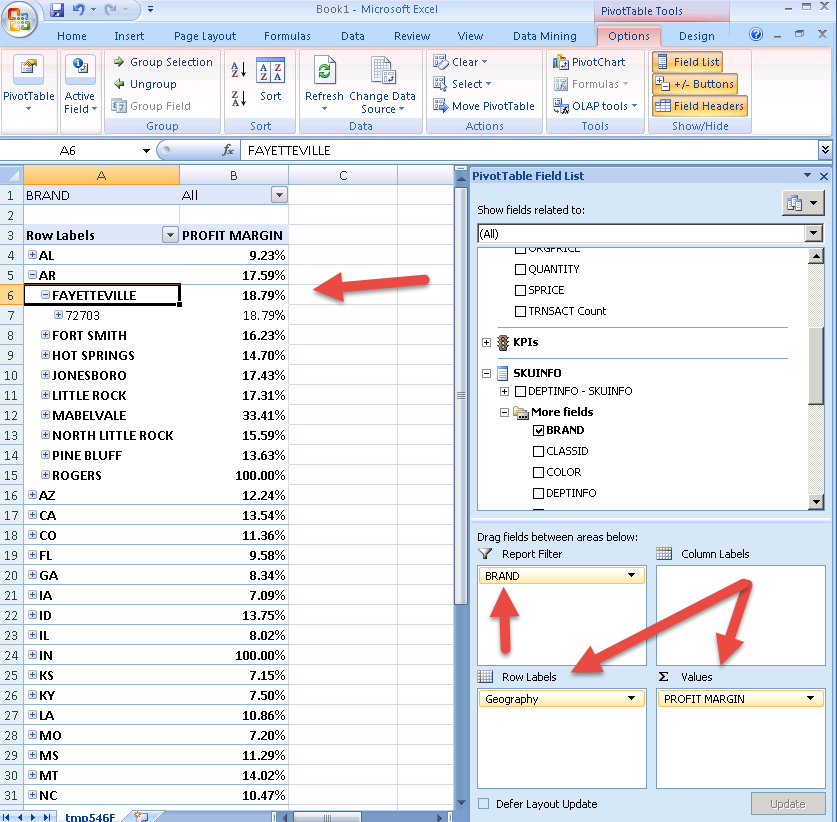 Book1 - Microsoft Excel
PivotTable Tools
Home Insert Page Layout Formulas Data Review View Data Mining Options Design
PivotTable
Active Field
Group Selection
Ungroup
Group Field
Group
Sort
Sort
Refresh
Change Data Source
Data
Clear
Select
Move PivotTable
Actions
PivotChart
Formulas
OLAP tools
Tools
Field List
+/- Buttons
Field Headers
Show/Hide
A6 fx FAYETTEVILLE
A B C
1 BRAND All
2
3 Row Labels PROFIT MARGIN
4 AL 9.23%
5 AR 17.59%
6 FAYETTEVILLE 18.79%
7 72703 18.79%
8 FORT SMITH 16.23%
9 HOT SPRINGS 14.70%
10 JONESBORO 17.43%
11 LITTLE ROCK 17.31%
12 MABELVALE 33.41%
13 NORTH LITTLE ROCK 15.59%
14 PINE BLUFF 13.63%
15 ROGERS 100.00%
16 AZ 12.24%
17 CA 13.54%
18 CO 11.36%
19 FL 9.58%
20 GA 8.34%
21 IA 7.09%
22 ID 13.75%
23 IL 8.02%
24 IN 100.00%
25 KS 7.15%
26 KY 7.50%
27 LA 10.86%
28 MO 7.20%
29 MS 11.29%
30 MT 14.02%
31 NC 10.47%
tmp546F
PivotTable Field List
Show fields related to:
(All)
ORGPRICE
QUANTITY
SPRICE
TRNSACT Count
KPIs
SKUINFO
DEPTINFO - SKUINFO
More fields
BRAND
CLASSID
COLOR
DEPTINFO
Drag fields between areas below:
Report Filter
Column Labels
BRAND
Row Labels
Σ Values
Geography
PROFIT MARGIN
Defer Layout Update
Update